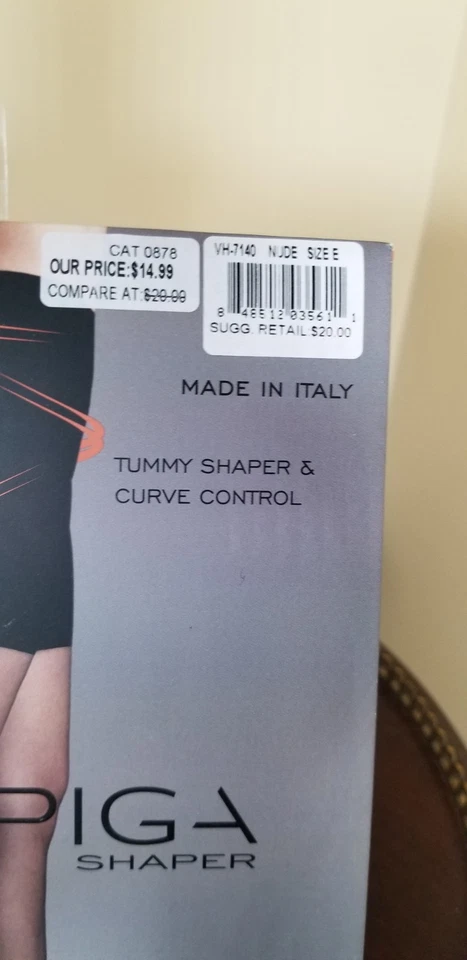 CAT 0878
OUR PRICE:$14.99
COMPARE AT:$20.00
VH-7140 NUDE SIZE E
8 48512 03561 1
SUGG. RETAIL:$20.00
MADE IN ITALY
TUMMY SHAPER &
CURVE CONTROL
PIGA
SHAPER